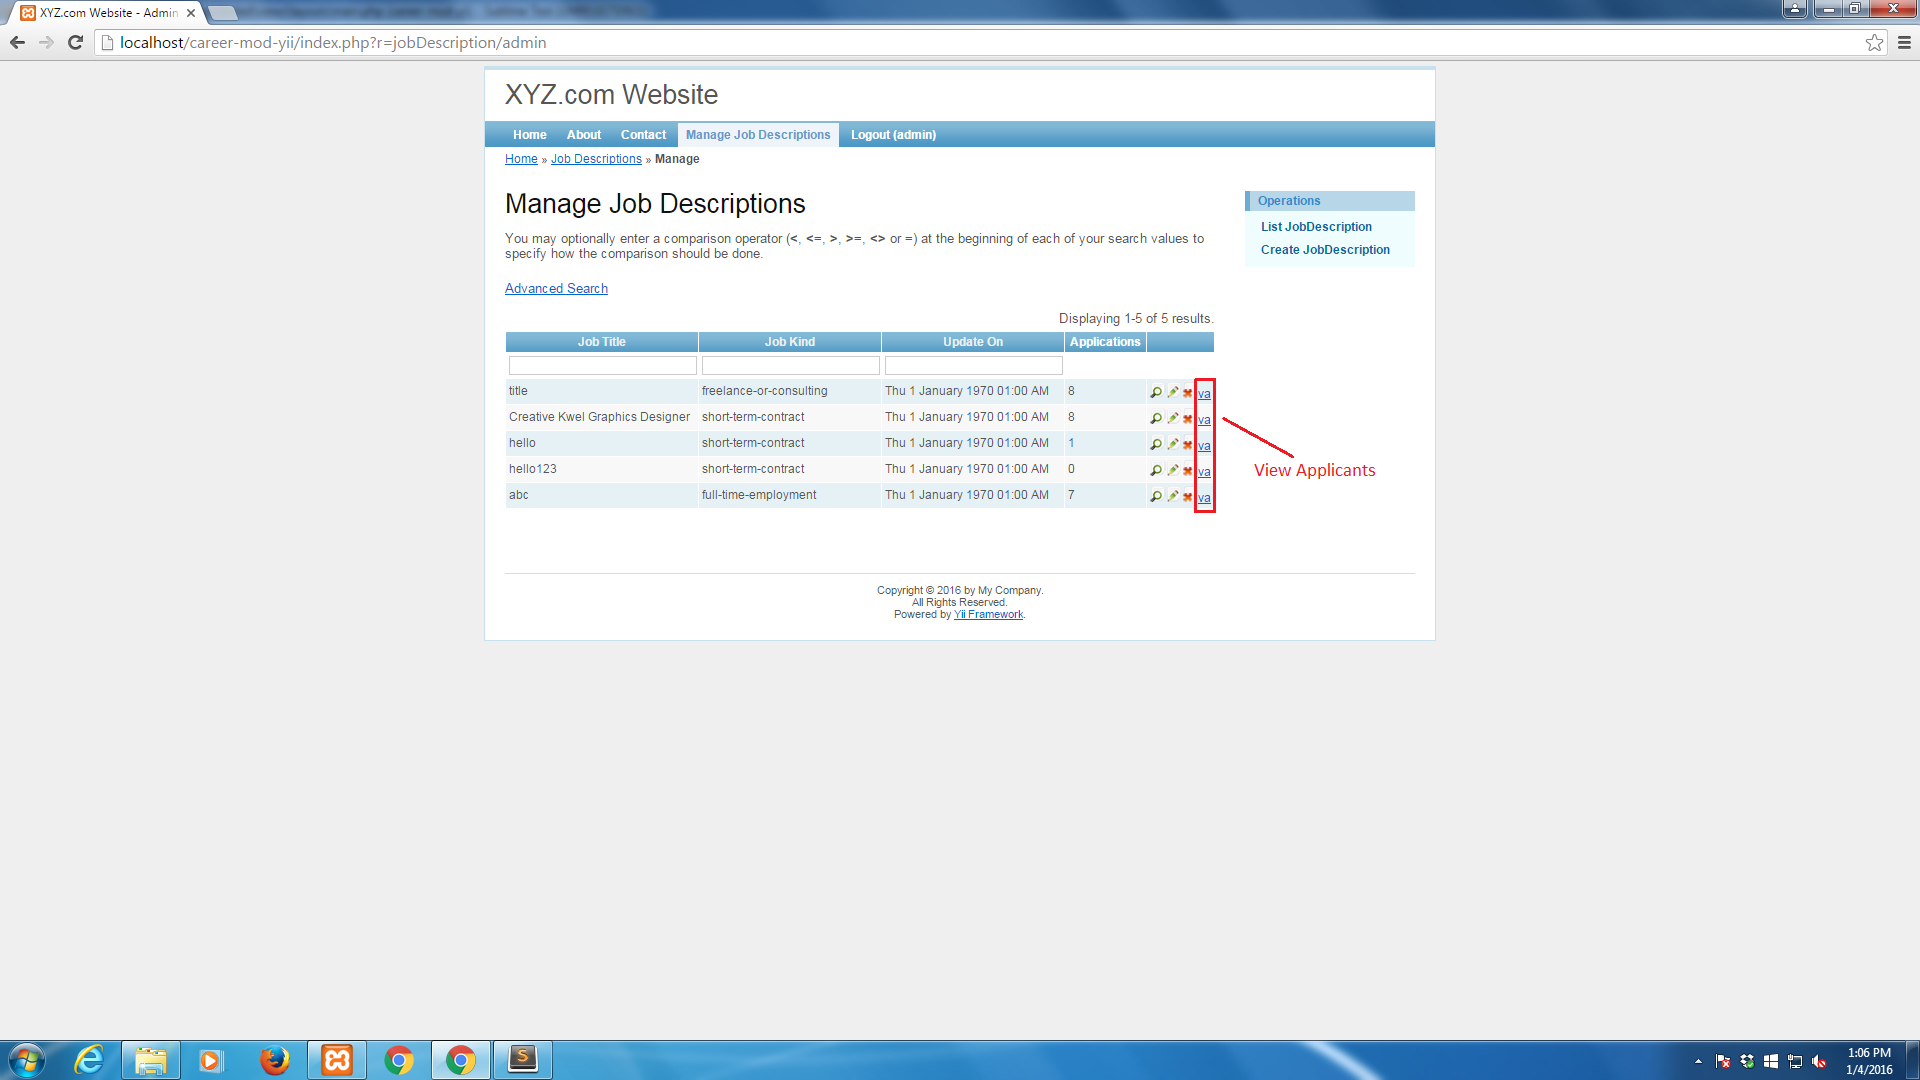 XYZ.com Website - Admin
localhost/career-mod-yii/index.php?r=jobDescription/admin
XYZ.com Website
Home About Contact Manage Job Descriptions Logout (admin)
Home » Job Descriptions » Manage
Manage Job Descriptions
You may optionally enter a comparison operator (<, <=, >, >=, <> or =) at the beginning of each of your search values to
specify how the comparison should be done.
Advanced Search
Operations
List JobDescription
Create JobDescription
Displaying 1-5 of 5 results.
Job Title Job Kind Update On Applications
title freelance-or-consulting Thu 1 January 1970 01:00 AM 8 va
Creative Kwel Graphics Designer short-term-contract Thu 1 January 1970 01:00 AM 8 va
hello short-term-contract Thu 1 January 1970 01:00 AM 1 va
hello123 short-term-contract Thu 1 January 1970 01:00 AM 0 va
abc full-time-employment Thu 1 January 1970 01:00 AM 7 va
View Applicants
Copyright © 2016 by My Company.
All Rights Reserved.
Powered by Yii Framework.
1:06 PM
1/4/2016